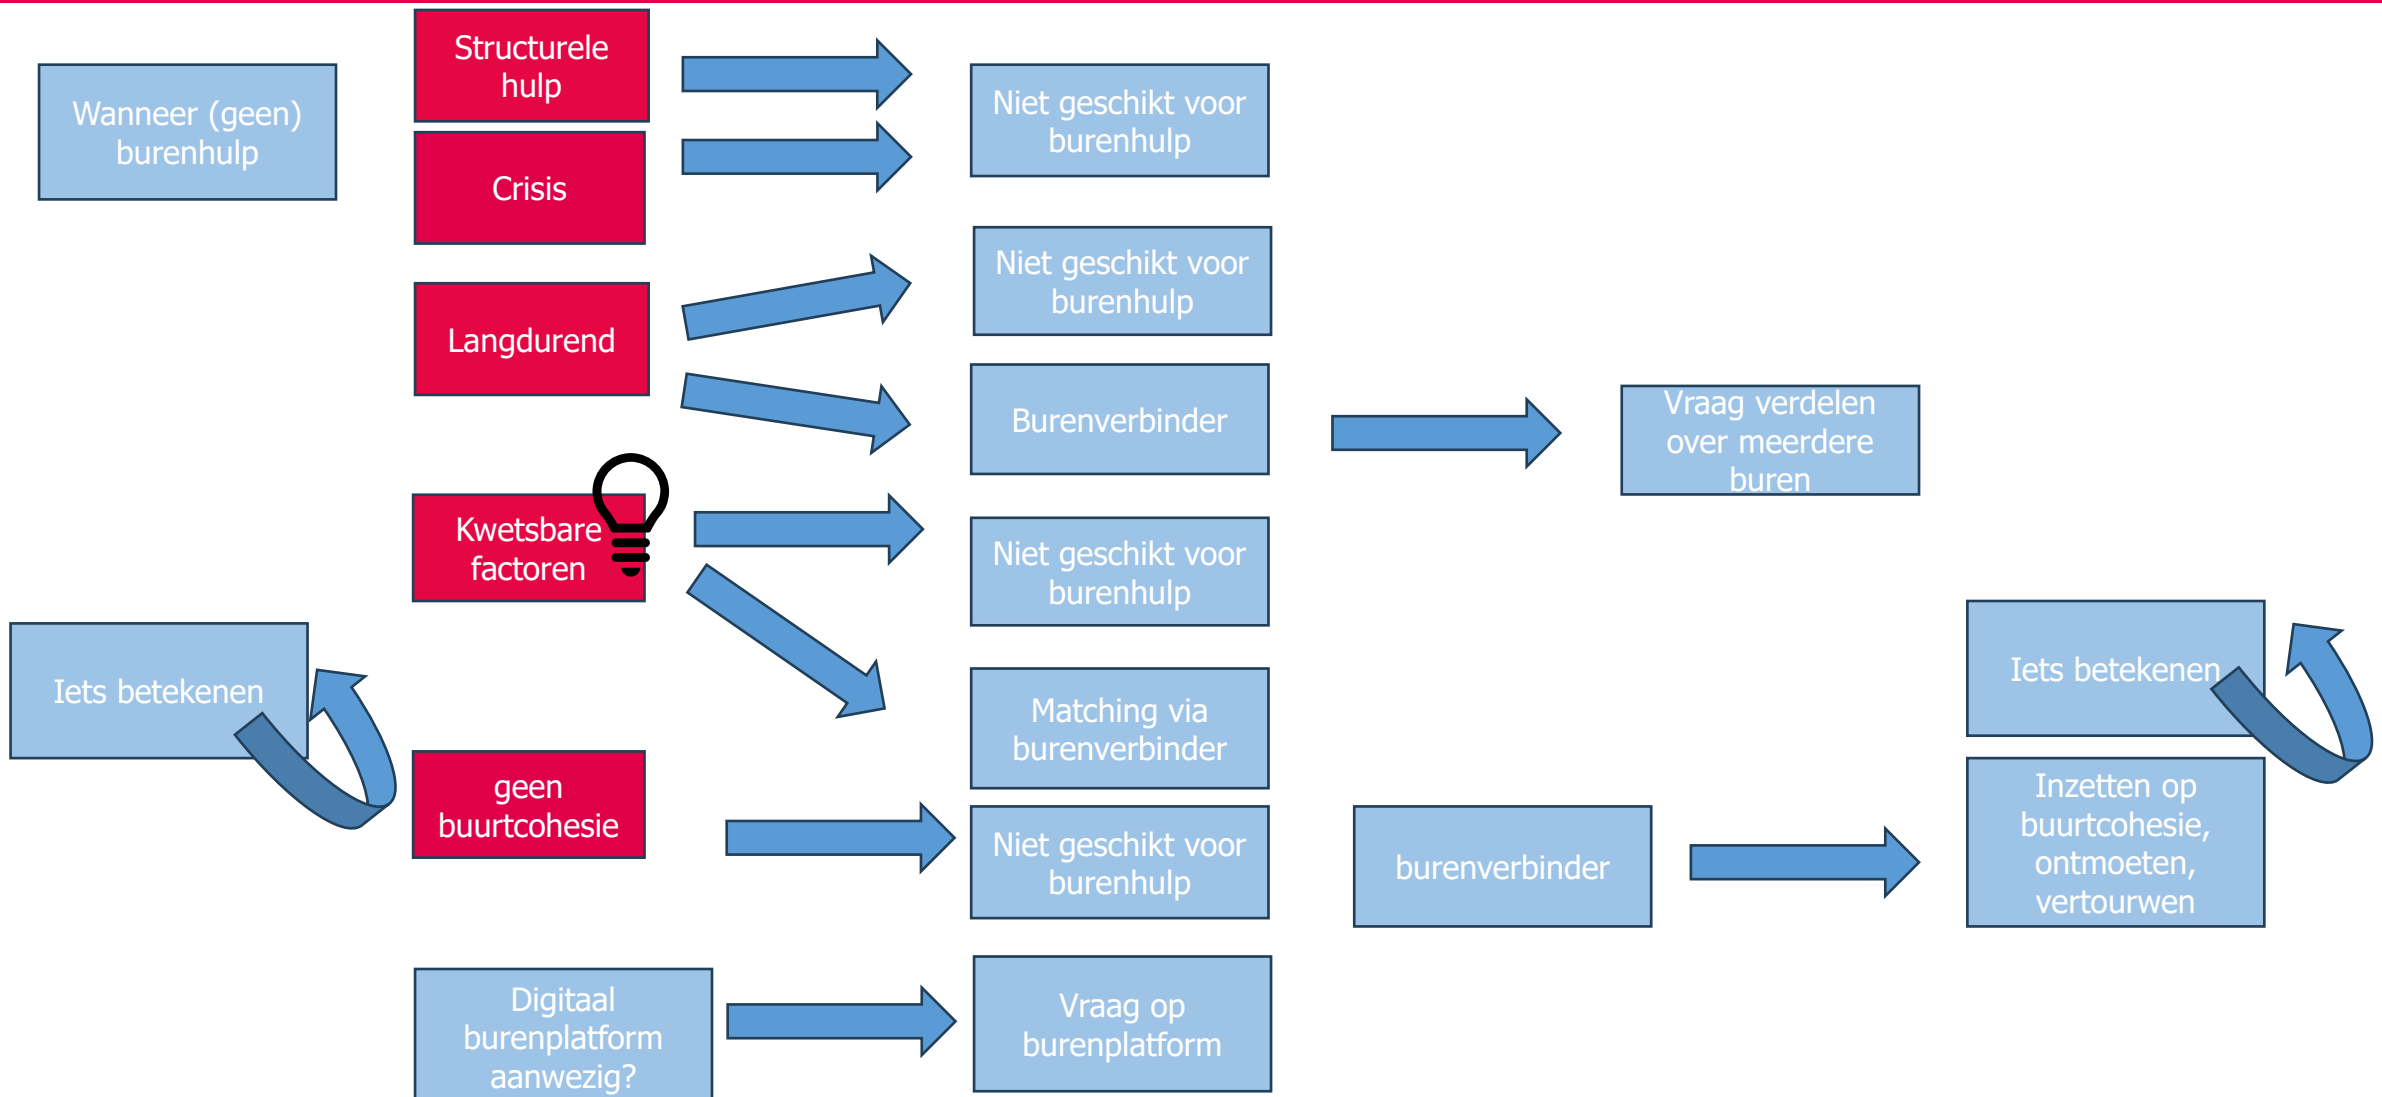 Wanneer (geen)
burenhulp
Structurele
hulp
Niet geschikt voor
burenhulp
Crisis
Langdurend
Niet geschikt voor
burenhulp
Burenverbinder
Vraag verdelen
over meerdere
buren
Kwetsbare
factoren
Niet geschikt voor
burenhulp
Matching via
burenverbinder
Iets betekenen
geen
buurtcohesie
Niet geschikt voor
burenhulp
burenverbinder
Iets betekenen
Inzetten op
buurtcohesie,
ontmoeten,
vertourwen
Digitaal
burenplatform
aanwezig?
Vraag op
burenplatform